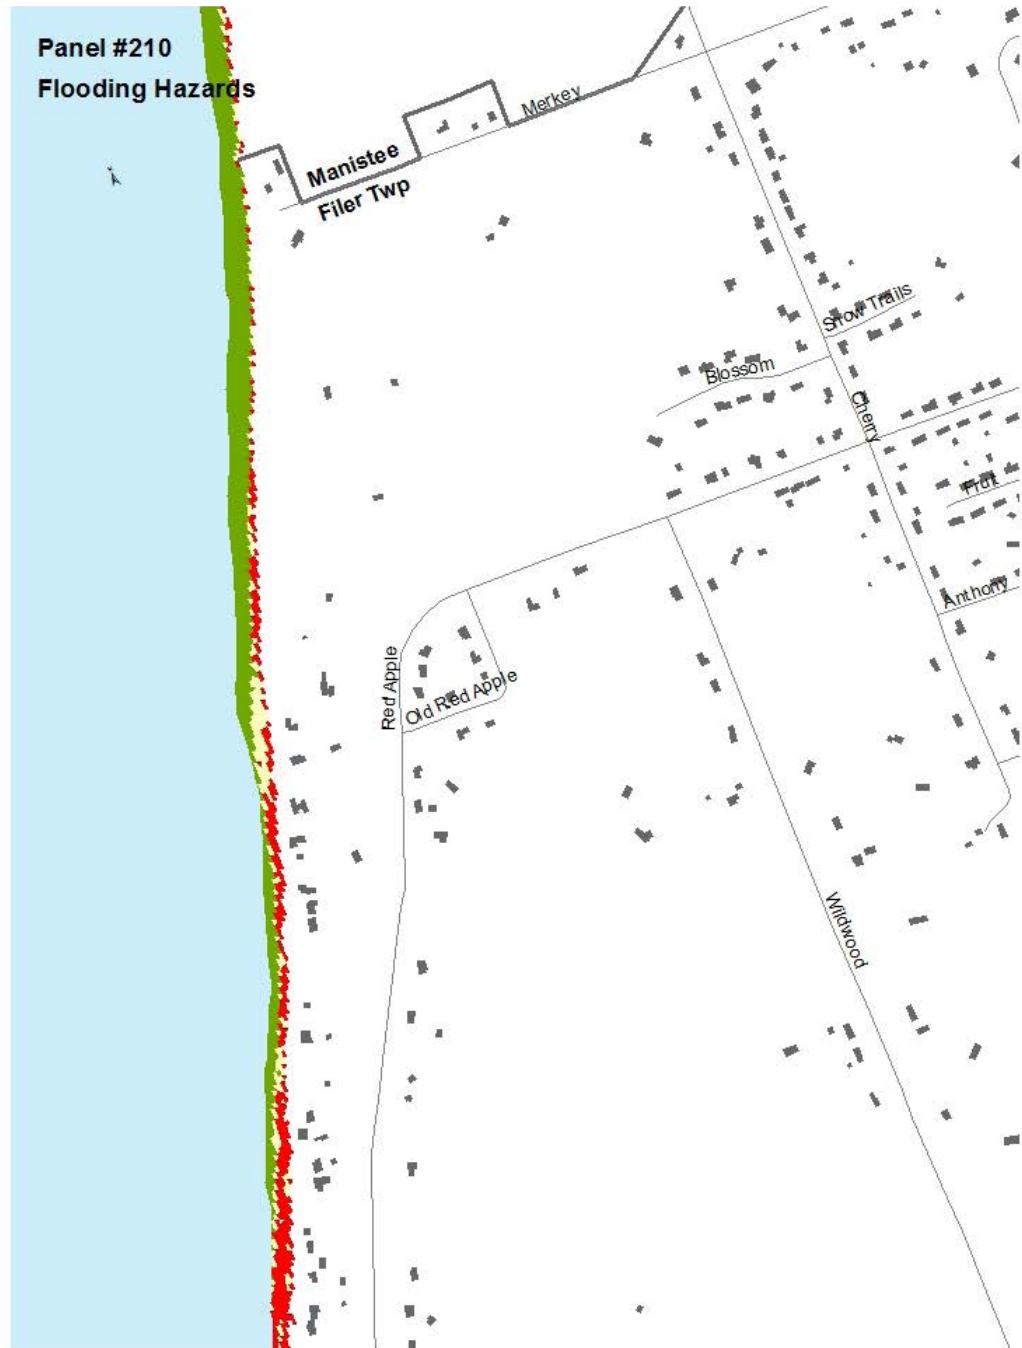 Panel #210
Flooding Hazards
Merkey
Manistee
Filer Twp
Snow Trails
Blossom
Cherry
Fruit
Anthony
Red Apple
Old Red Apple
Wildwood